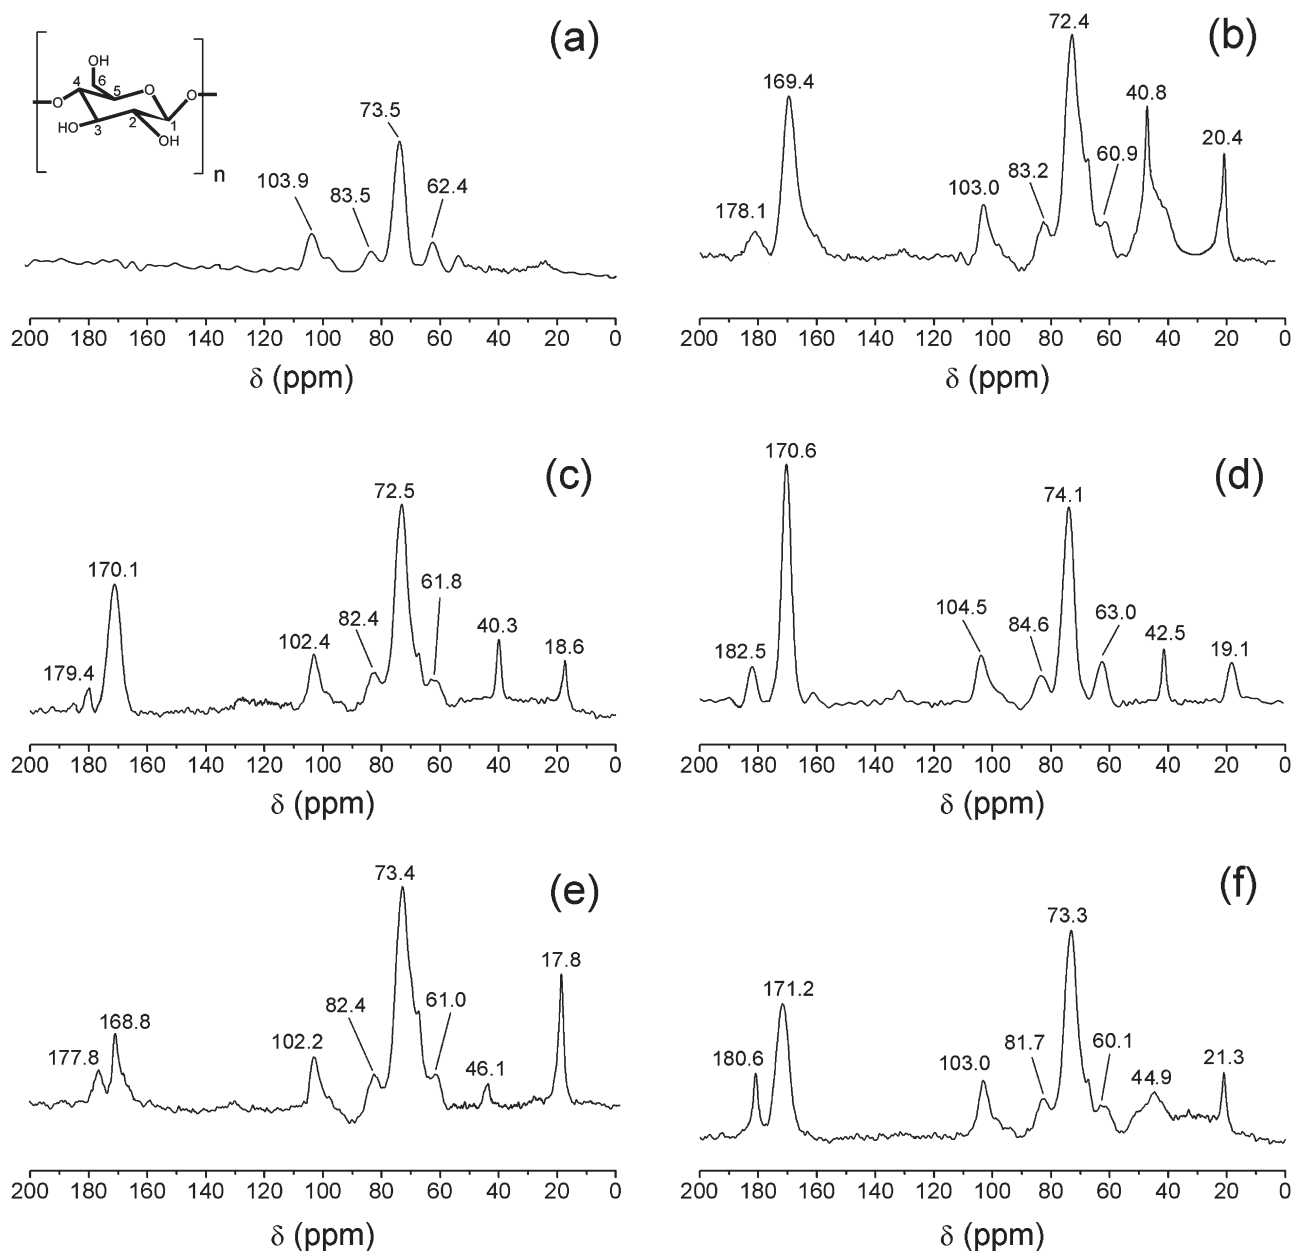 (a)
OH
4
6
5
O
O
O
HO
3
2
1
OH
n
103.9
83.5
73.5
62.4
200 180 160 140 120 100 80 60 40 20 0
δ (ppm)
(b)
178.1
169.4
103.0
83.2
72.4
60.9
40.8
20.4
200 180 160 140 120 100 80 60 40 20 0
δ (ppm)
(c)
179.4
170.1
102.4
82.4
72.5
61.8
40.3
18.6
200 180 160 140 120 100 80 60 40 20 0
δ (ppm)
(d)
182.5
170.6
104.5
84.6
74.1
63.0
42.5
19.1
200 180 160 140 120 100 80 60 40 20 0
δ (ppm)
(e)
177.8
168.8
102.2
82.4
73.4
61.0
46.1
17.8
200 180 160 140 120 100 80 60 40 20 0
δ (ppm)
(f)
180.6
171.2
103.0
81.7
73.3
60.1
44.9
21.3
200 180 160 140 120 100 80 60 40 20 0
δ (ppm)